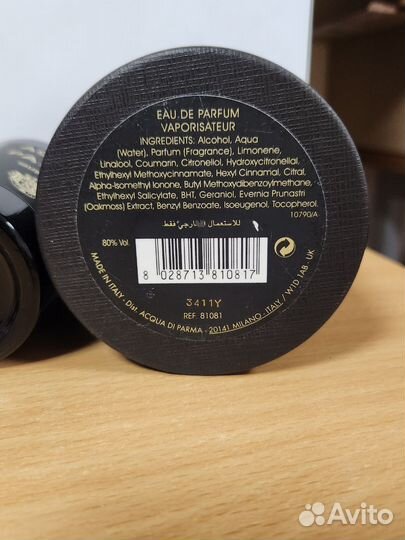 EAU DE PARFUM
VAPORISATEUR
INGREDIENTS: Alcohol, Aqua
(Water), Parfum (Fragrance), Limonene,
Linalool, Coumarin, Citronellol, Hydroxycitronellal,
Ethylhexyl Methoxycinnamate, Hexyl Cinnamal, Citral,
Alpha-Isomethyl Ionone, Butyl Methoxydibenzoylmethane,
Ethylhexyl Salicylate, BHT, Geraniol, Evernia Prunastri
(Oakmoss) Extract, Benzyl Benzoate, Isoeugenol, Tocopherol.
10790/A
فقط.
80% Vol.
8 028713 810817
3411Y
REF. 81081
MADE IN ITALY - Dist. ACQUA DI PARMA - 20141 MILANO - ITALY / W1D 1AB - UK
Avito